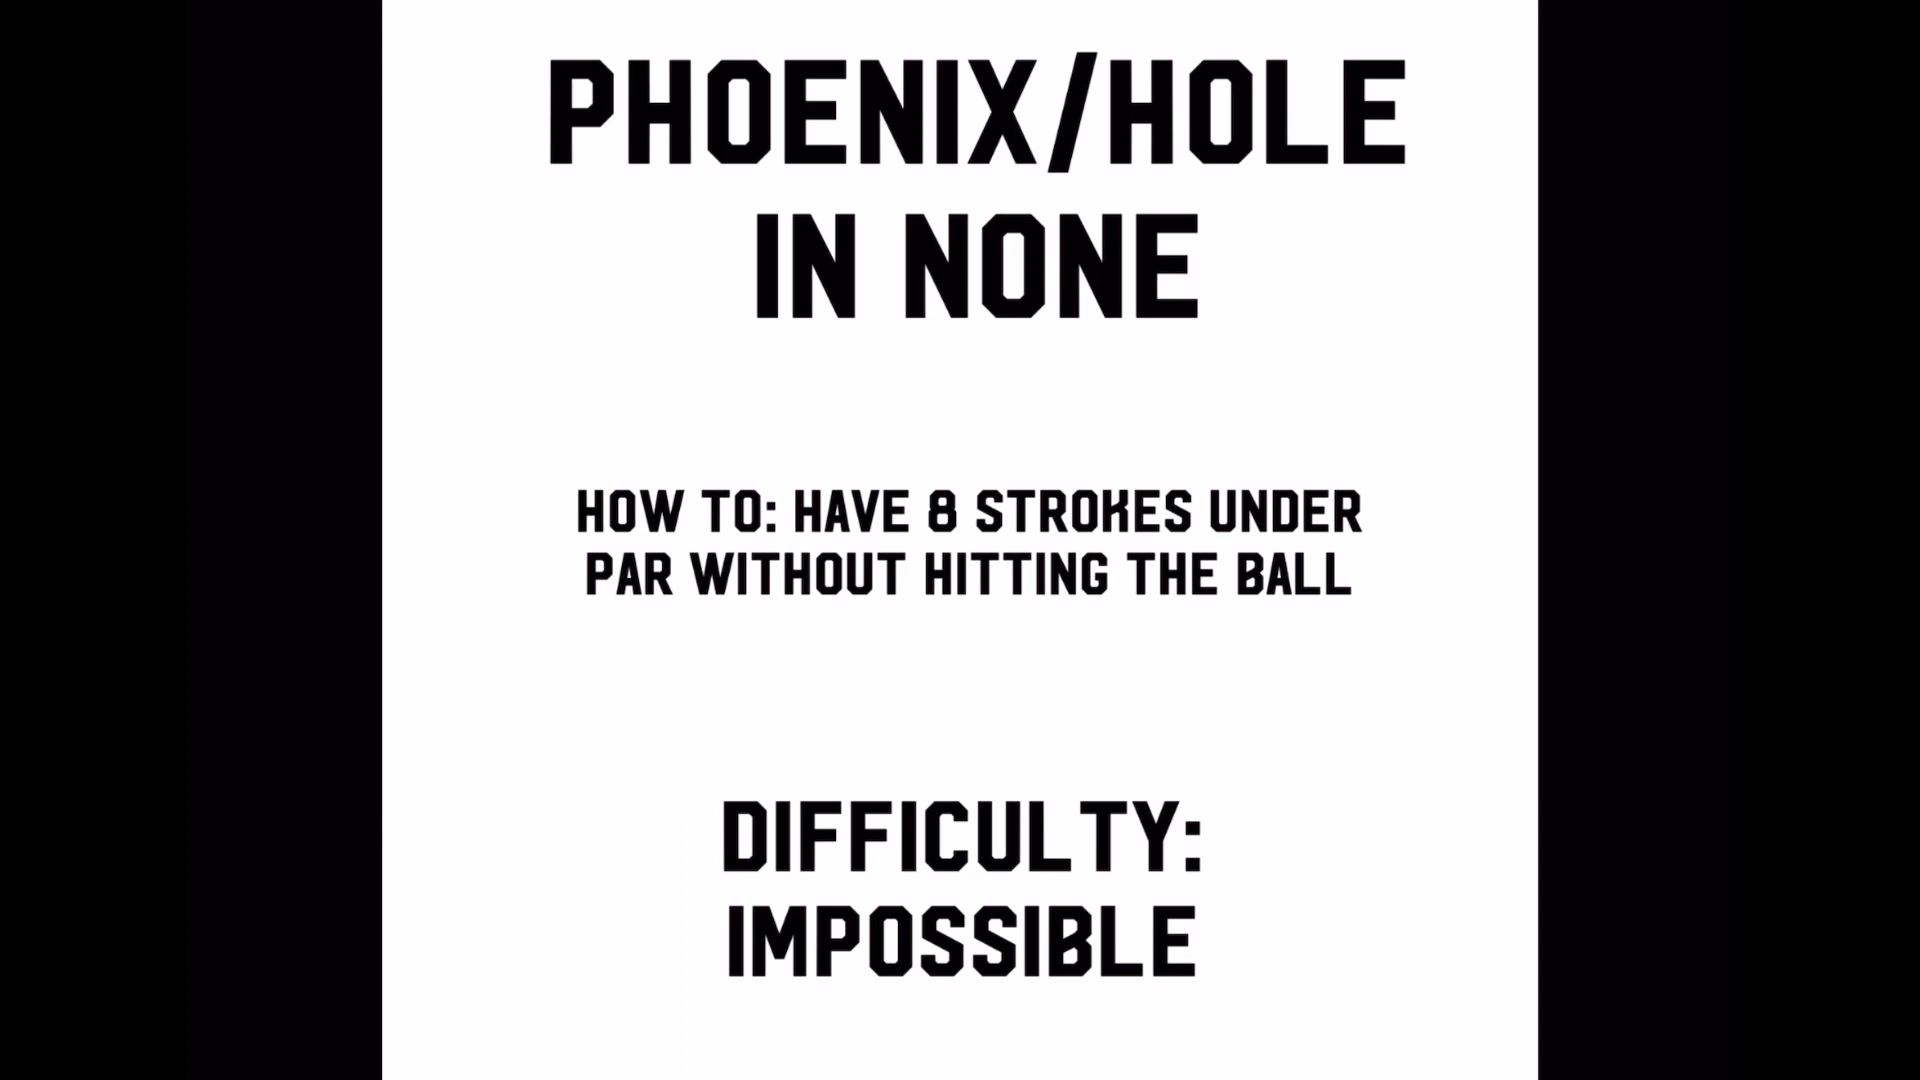 PHOENIX/HOLE
IN NONE
HOW TO: HAVE 8 STROKES UNDER
PAR WITHOUT HITTING THE BALL
DIFFICULTY:
IMPOSSIBLE